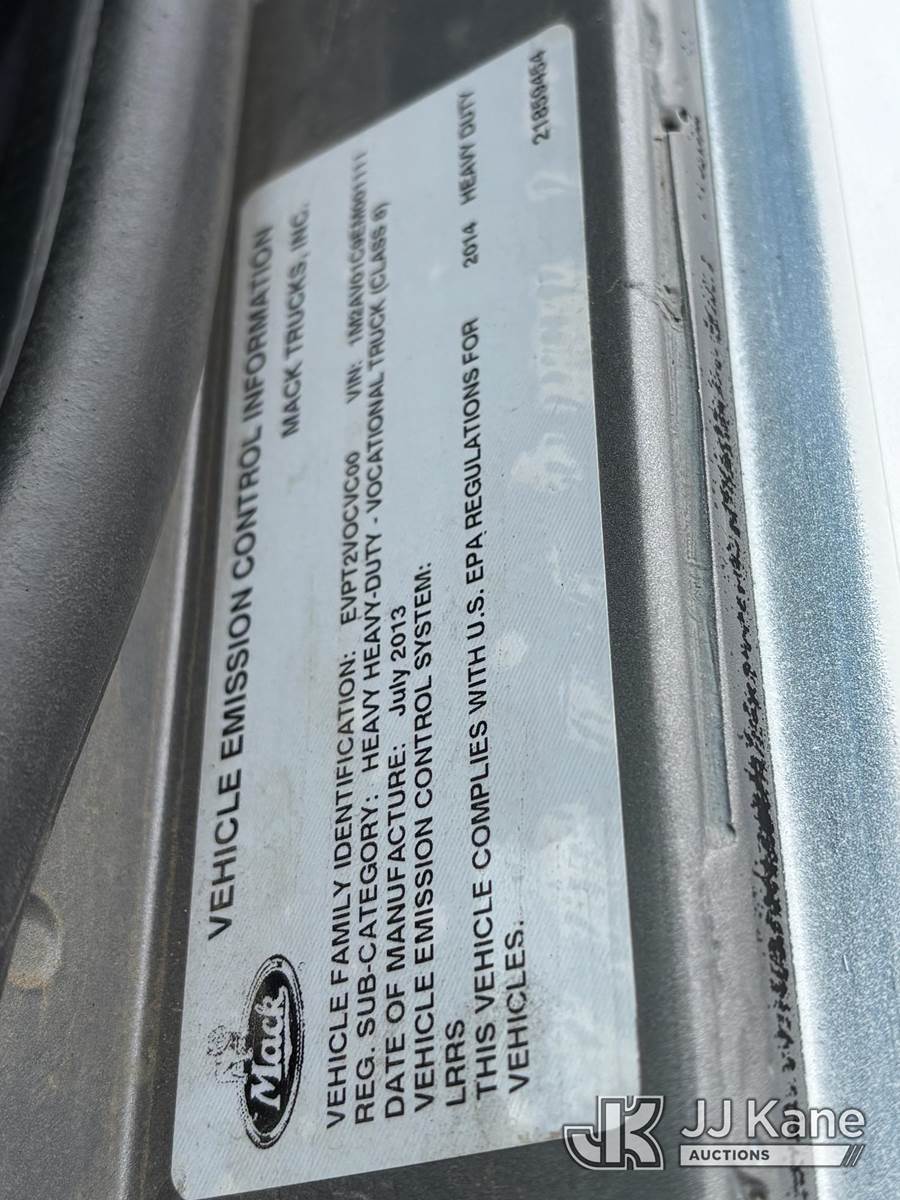 VEHICLE EMISSION CONTROL INFORMATION
Mack
MACK TRUCKS, INC.
VEHICLE FAMILY IDENTIFICATION: EVPT2VOCVC00 VIN: 1M2AV01C9EM001111
REG. SUB-CATEGORY: HEAVY HEAVY-DUTY - VOCATIONAL TRUCK (CLASS 8)
DATE OF MANUFACTURE: July 2013
VEHICLE EMISSION CONTROL SYSTEM:
LRRS
THIS VEHICLE COMPLIES WITH U.S. EPA REGULATIONS FOR 2014 HEAVY DUTY
VEHICLES.
21859454
JK JJ Kane
AUCTIONS